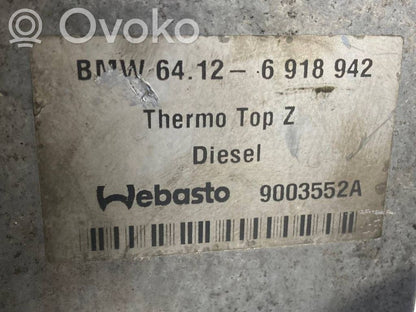 OVOKO
BMW 64.12 - 6 918 942
Thermo Top Z
Diesel
Webasto 9003552A